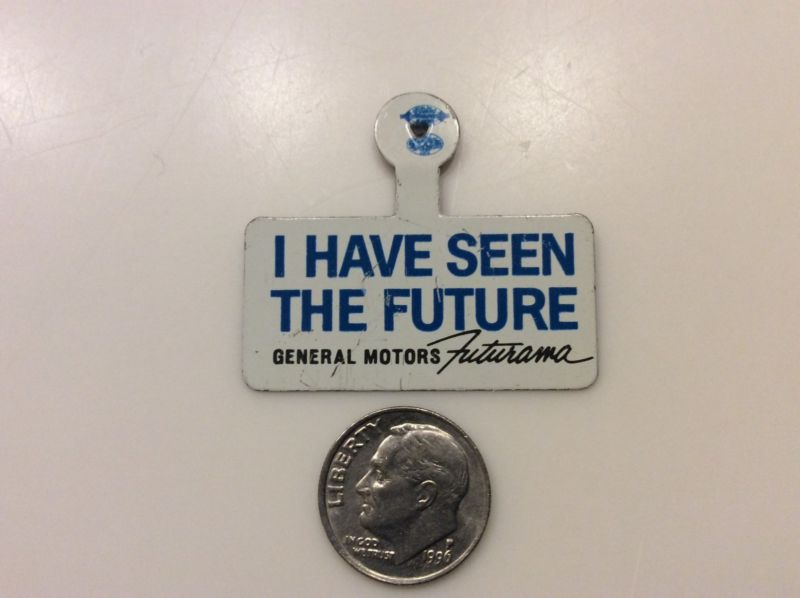 I HAVE SEEN
THE FUTURE
GENERAL MOTORS Futurama
LIBERTY
IN GOD
WE TRUST
P
1996